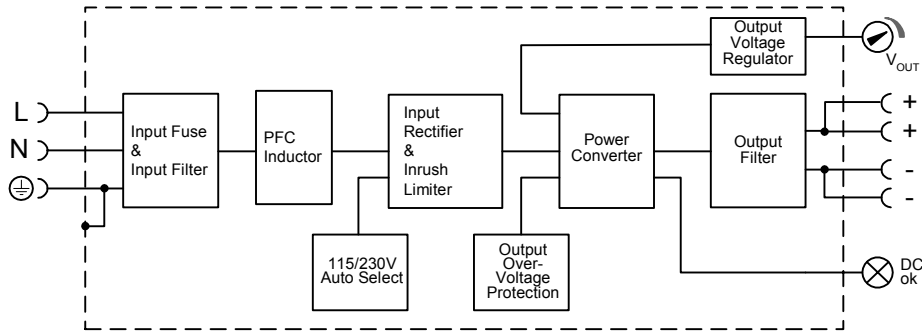 L
N
Input Fuse
&
Input Filter
PFC
Inductor
Input
Rectifier
&
Inrush
Limiter
115/230V
Auto Select
Output
Over-
Voltage
Protection
Power
Converter
Output
Voltage
Regulator
Output
Filter
VOUT
+
+
-
-
DC
ok